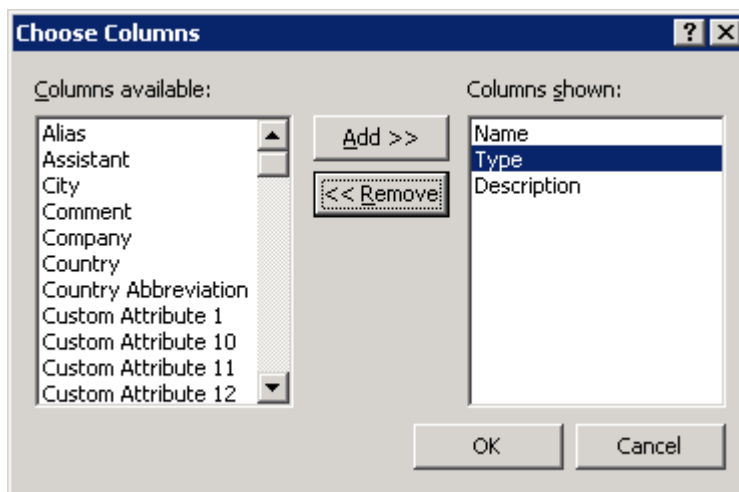 Choose Columns
Columns available:
Alias
Assistant
City
Comment
Company
Country
Country Abbreviation
Custom Attribute 1
Custom Attribute 10
Custom Attribute 11
Custom Attribute 12
Add >>
<< Remove
Columns shown:
Name
Type
Description
OK
Cancel